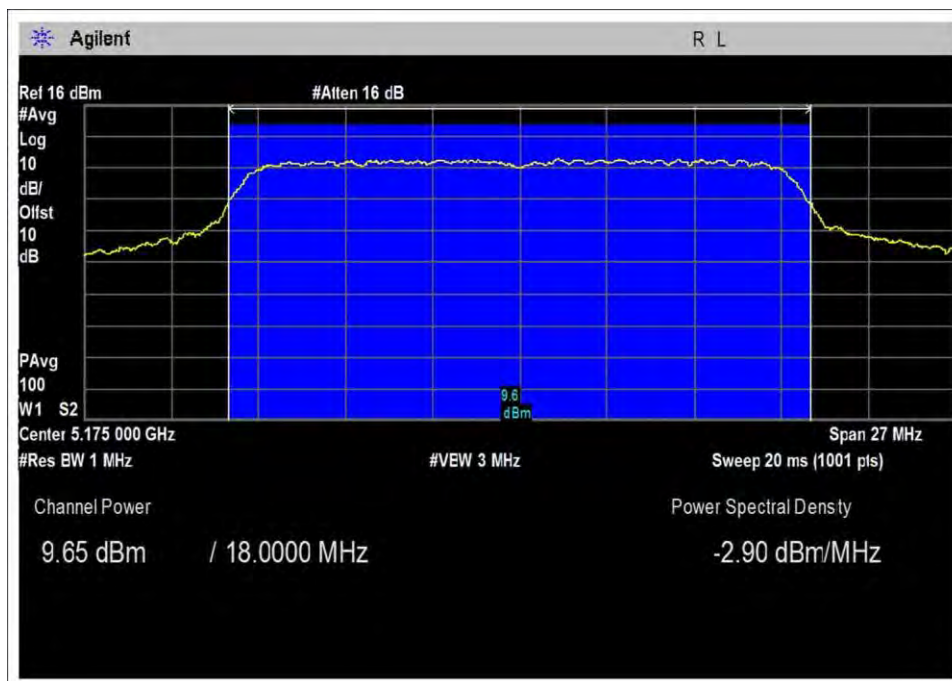 Agilent
R L
Ref 16 dBm
#Atten 16 dB
#Avg
Log
10
dB/
Offst
10
dB
PAvg
100
W1 S2
9.6
dBm
Center 5.175 000 GHz
Span 27 MHz
#Res BW 1 MHz
#VBW 3 MHz
Sweep 20 ms (1001 pts)
Channel Power
Power Spectral Density
9.65 dBm / 18.0000 MHz
-2.90 dBm/MHz